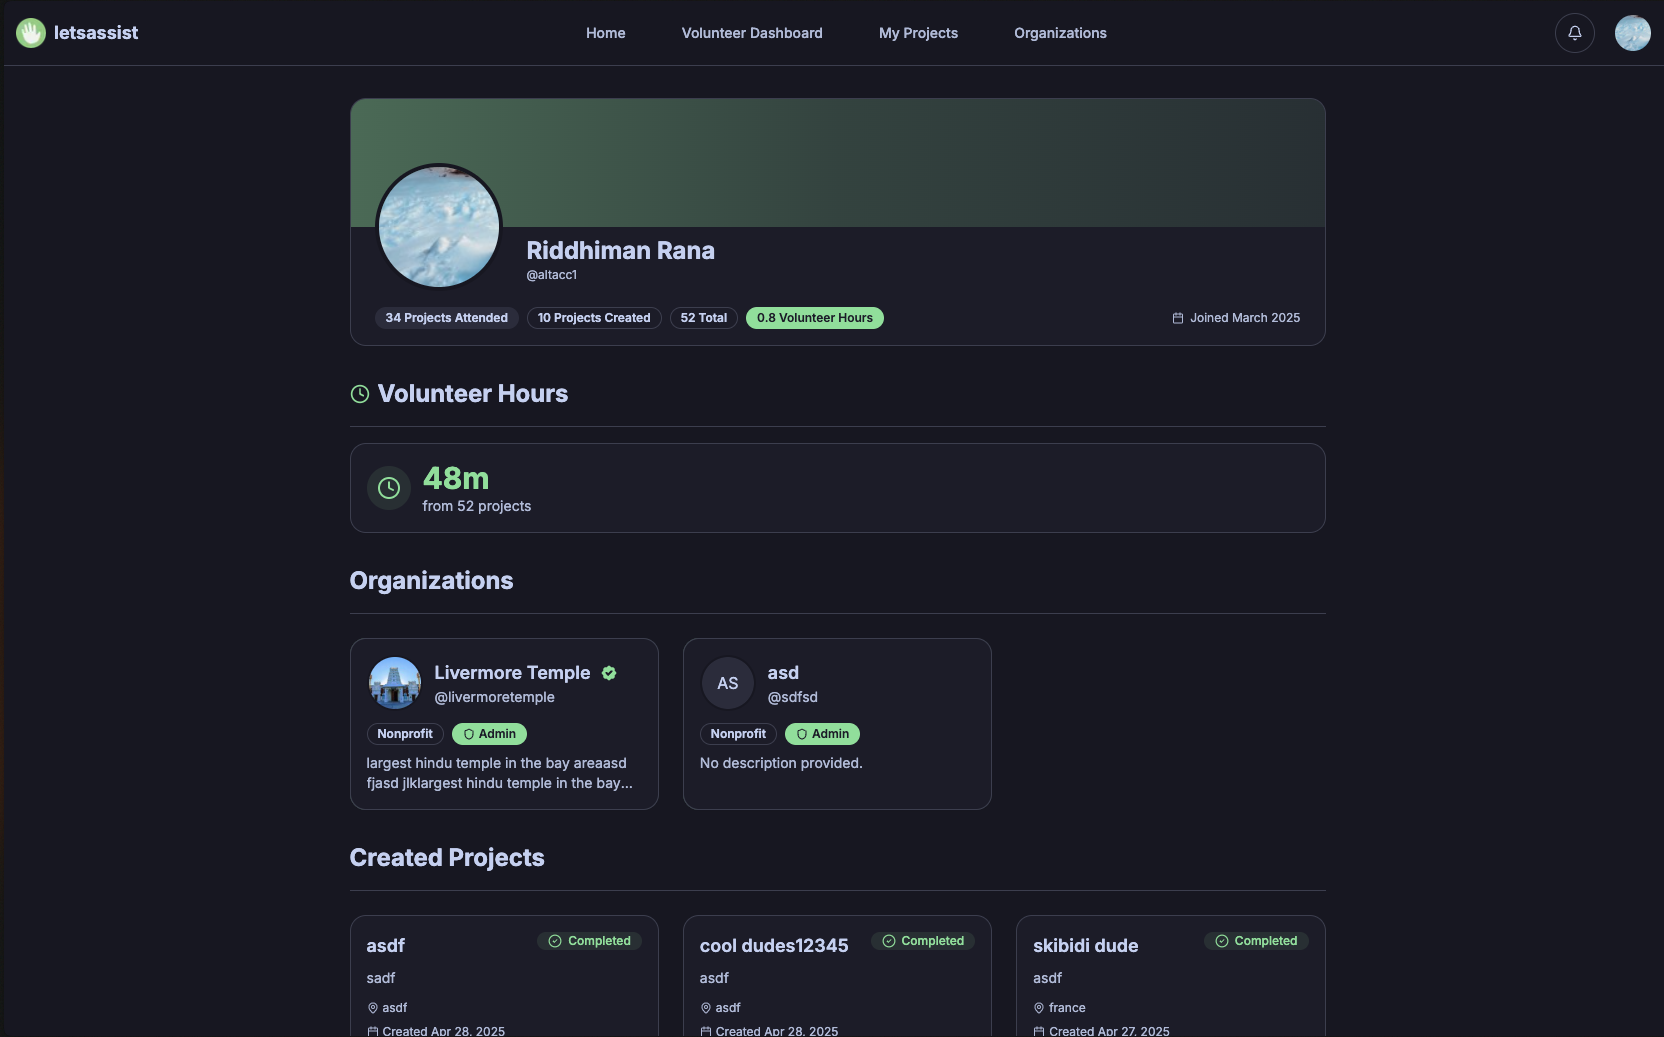 letsassist
Home Volunteer Dashboard My Projects Organizations
Riddhiman Rana
@altacc1
34 Projects Attended 10 Projects Created 52 Total 0.8 Volunteer Hours Joined March 2025
Volunteer Hours
48m
from 52 projects
Organizations
Livermore Temple
@livermoretemple
Nonprofit Admin
largest hindu temple in the bay areaasd
fjasd jlklargest hindu temple in the bay...
AS
asd
@sdfsd
Nonprofit Admin
No description provided.
Created Projects
asdf Completed
sadf
asdf
Created Apr 28, 2025
cool dudes12345 Completed
asdf
asdf
Created Apr 28, 2025
skibidi dude Completed
asdf
france
Created Apr 27, 2025